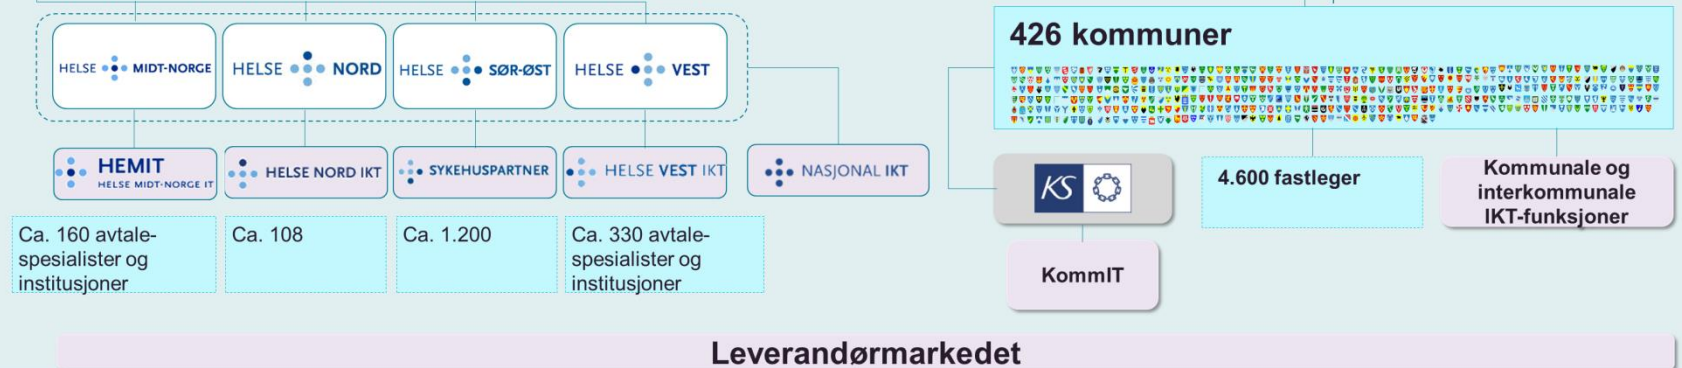 HELSE MIDT-NORGE
HELSE NORD
HELSE SØR-ØST
HELSE VEST
HEMIT
HELSE MIDT-NORGE IT
HELSE NORD IKT
SYKEHUSPARTNER
HELSE VEST IKT
NASJONAL IKT
Ca. 160 avtale-
spesialister og
institusjoner
Ca. 108
Ca. 1.200
Ca. 330 avtale-
spesialister og
institusjoner
426 kommuner
KS
4.600 fastleger
Kommunale og
interkommunale
IKT-funksjoner
KommIT
Leverandørmarkedet